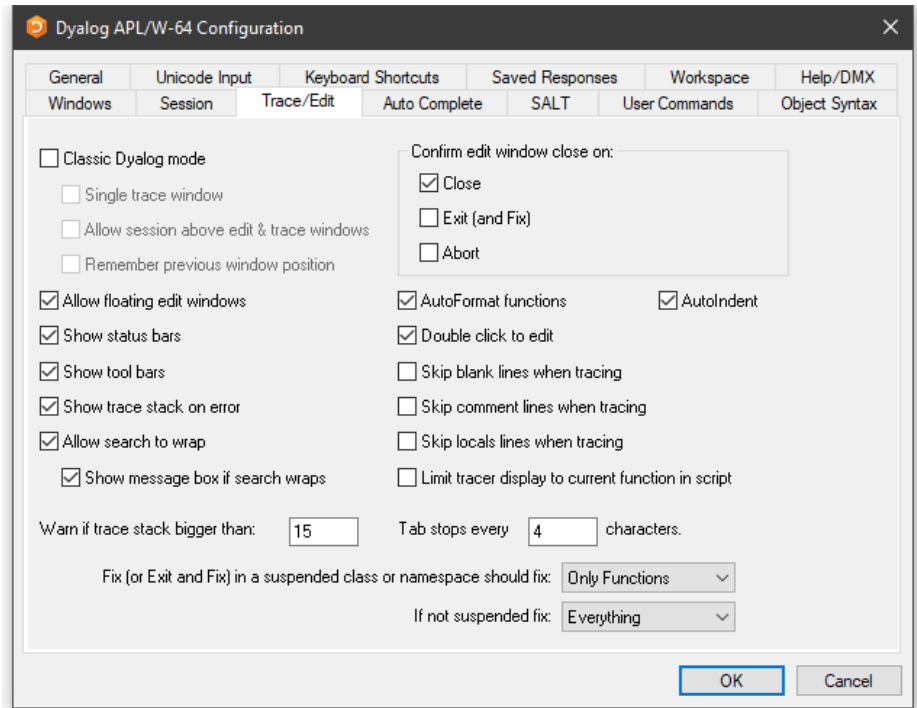 Dyalog APL/W-64 Configuration
General Unicode Input Keyboard Shortcuts Saved Responses Workspace Help/DMX
Windows Session Trace/Edit Auto Complete SALT User Commands Object Syntax
Classic Dyalog mode
Single trace window
Allow session above edit & trace windows
Remember previous window position
Confirm edit window close on:
Close
Exit (and Fix)
Abort
Allow floating edit windows
Show status bars
Show tool bars
Show trace stack on error
Allow search to wrap
Show message box if search wraps
AutoFormat functions AutoIndent
Double click to edit
Skip blank lines when tracing
Skip comment lines when tracing
Skip locals lines when tracing
Limit tracer display to current function in script
Warn if trace stack bigger than: 15 Tab stops every 4 characters.
Fix (or Exit and Fix) in a suspended class or namespace should fix: Only Functions
If not suspended fix: Everything
OK Cancel